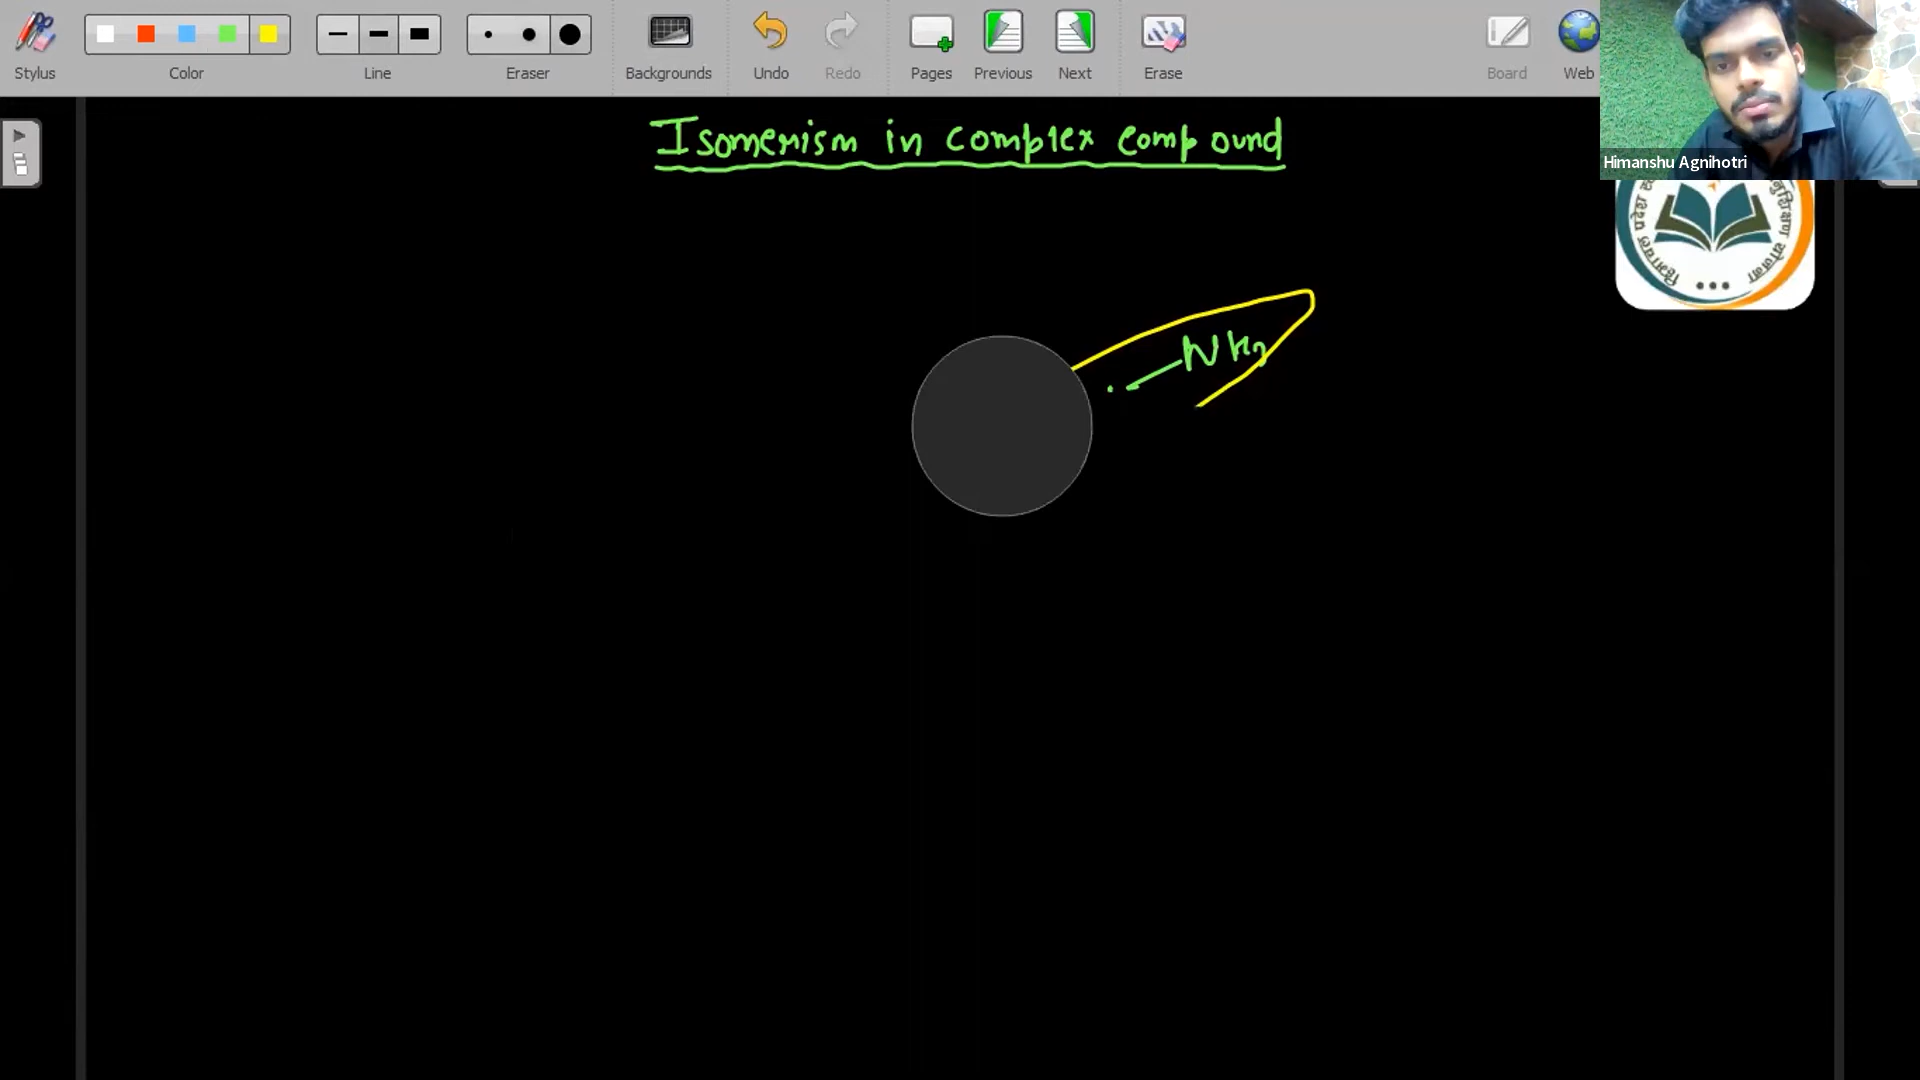 Stylus
Color
Line
Eraser
Backgrounds
Undo
Redo
Pages
Previous
Next
Erase
Board
Web
Himanshu Agnihotri
Isomerism in complex compound
NH₂